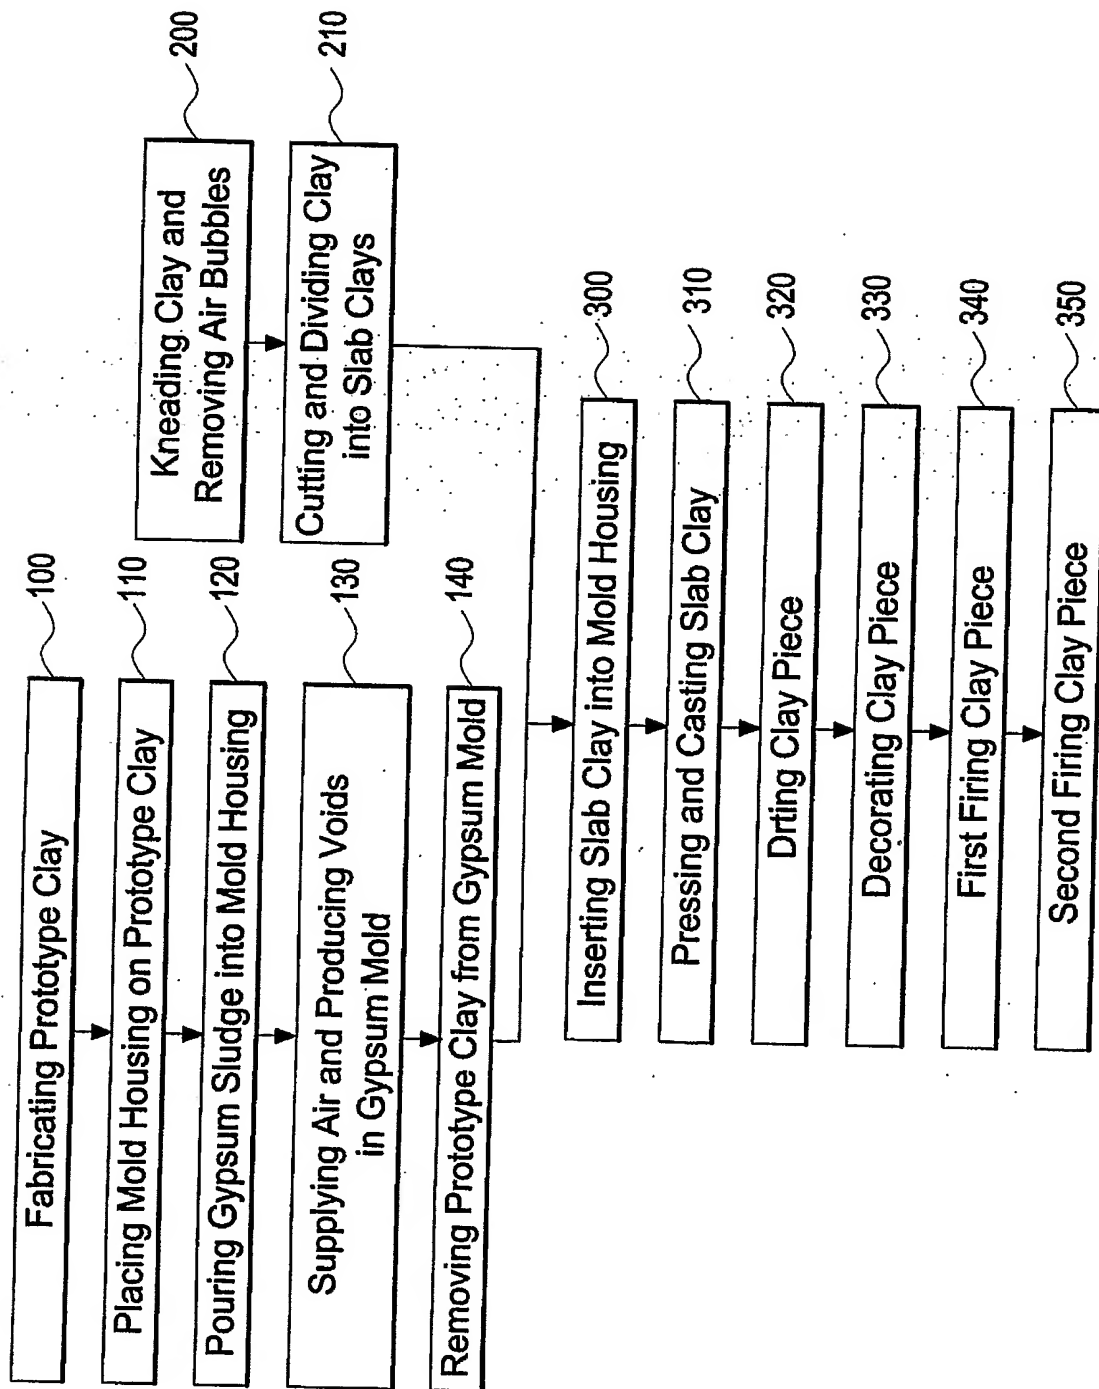 Fabricating Prototype Clay
100
Placing Mold Housing on Prototype Clay
110
Pouring Gypsum Sludge into Mold Housing
120
Supplying Air and Producing Voids
in Gypsum Mold
130
Removing Prototype Clay from Gypsum Mold
140
Kneading Clay and
Removing Air Bubbles
200
Cutting and Dividing Clay
into Slab Clays
210
Inserting Slab Clay into Mold Housing
300
Pressing and Casting Slab Clay
310
Drting Clay Piece
320
Decorating Clay Piece
330
First Firing Clay Piece
340
Second Firing Clay Piece
350